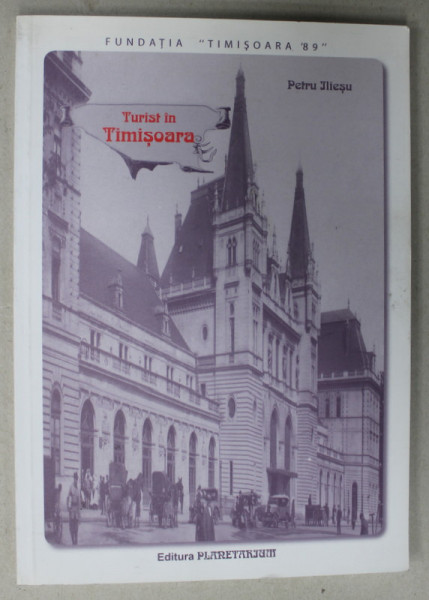 FUNDAȚIA "TIMIȘOARA '89"
Petru Ilieșu
Turist în
Timișoara
Editura PLANETARIUM